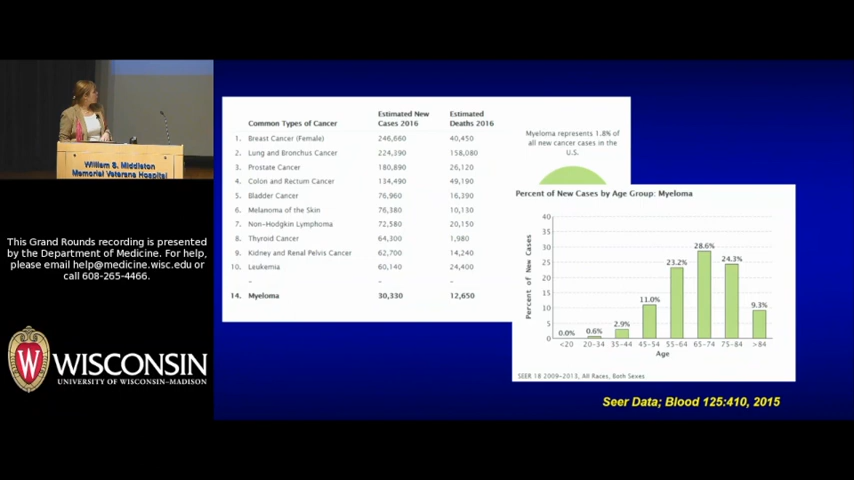 William S. Middleton
Memorial Veterans Hospital
This Grand Rounds recording is presented
by the Department of Medicine. For help,
please email help@medicine.wisc.edu or
call 608-265-4466.
W
WISCONSIN
UNIVERSITY OF WISCONSIN–MADISON
Common Types of Cancer Estimated New Cases 2016 Estimated Deaths 2016
1. Breast Cancer (Female) 246,660 40,450
2. Lung and Bronchus Cancer 224,390 158,080
3. Prostate Cancer 180,890 26,120
4. Colon and Rectum Cancer 134,490 49,190
5. Bladder Cancer 76,960 16,390
6. Melanoma of the Skin 76,380 10,130
7. Non-Hodgkin Lymphoma 72,580 20,150
8. Thyroid Cancer 64,300 1,980
9. Kidney and Renal Pelvis Cancer 62,700 14,240
10. Leukemia 60,140 24,400
- - -
14. Myeloma 30,330 12,650
Myeloma represents 1.8% of
all new cancer cases in the
U.S.
Percent of New Cases by Age Group: Myeloma
Percent of New Cases
40
35
30
25
20
15
10
5
0
0.0% 0.6% 2.9% 11.0% 23.2% 28.6% 24.3% 9.3%
<20 20-34 35-44 45-54 55-64 65-74 75-84 >84
Age
SEER 18 2009-2013, All Races, Both Sexes
Seer Data; Blood 125:410, 2015